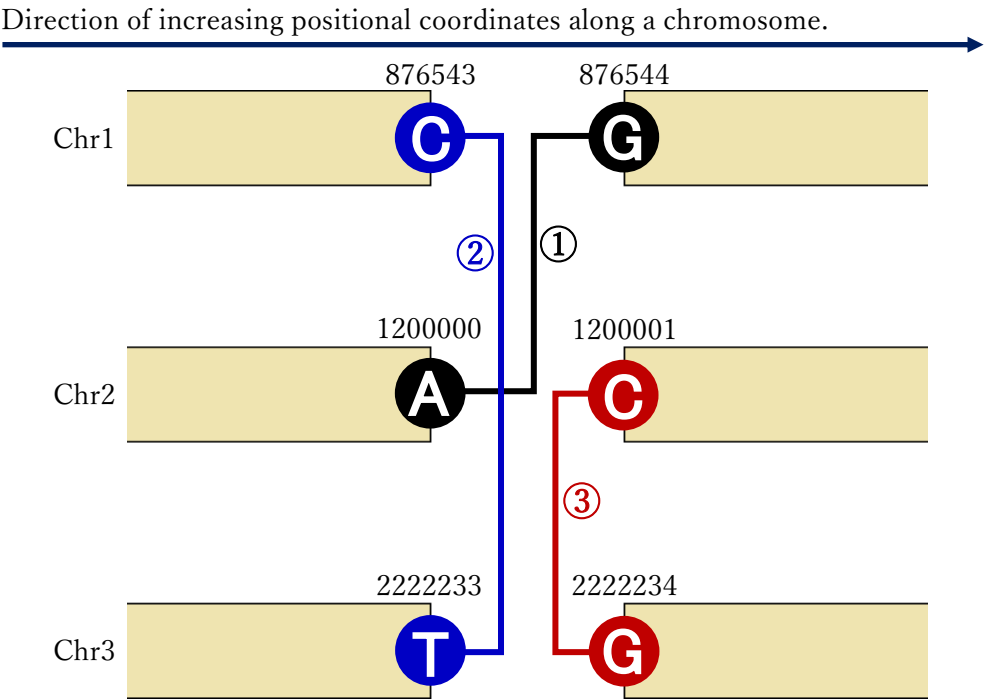 Direction of increasing positional coordinates along a chromosome.
876543 876544
Chr1 C G
② ①
1200000 1200001
Chr2 A C
③
2222233 2222234
Chr3 T G